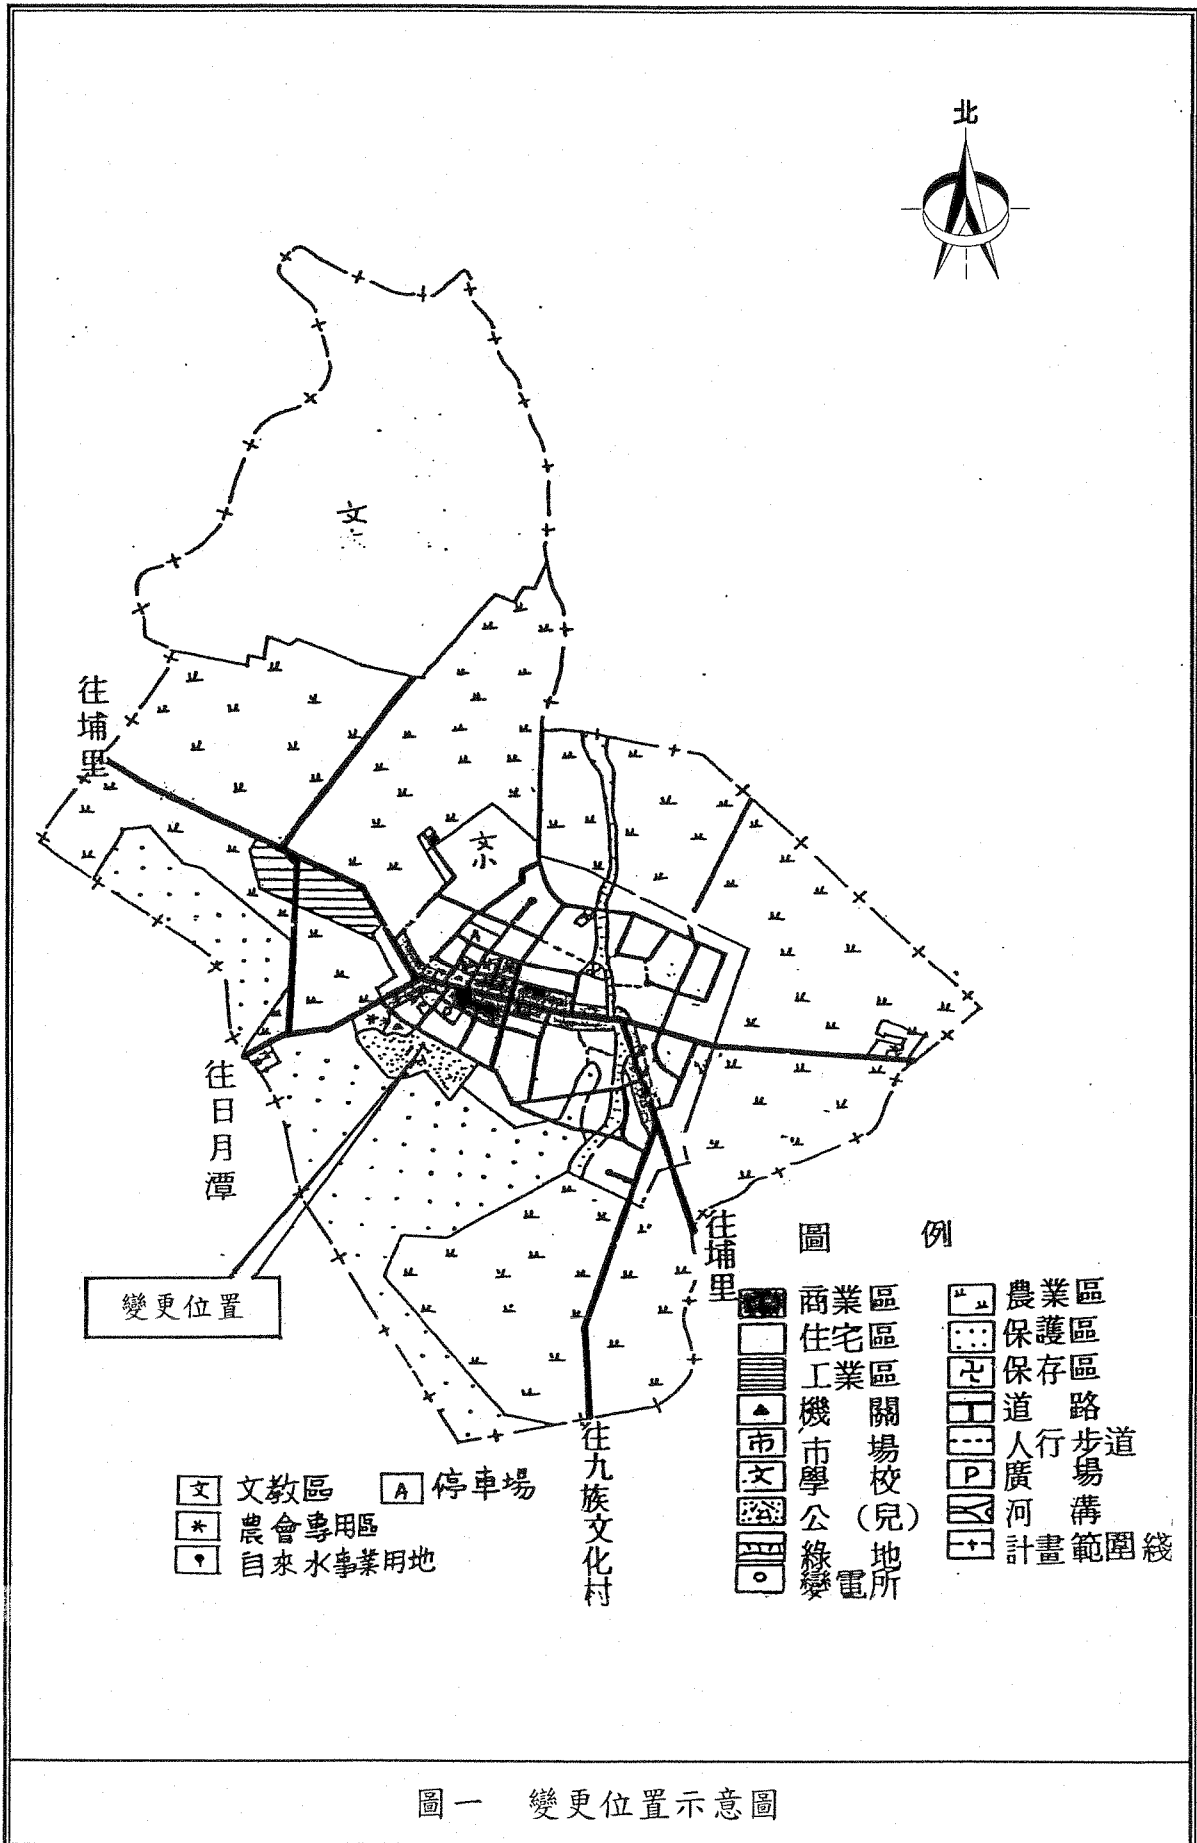 北
文
往埔里
文小
A
往日月潭
變更位置
往埔里
往九族文化村
圖 例
商業區
住宅區
工業區
機關
市 市場
文 學校
公 公（兒）
綠地
變電所
農業區
保護區
卍 保存區
道路
人行步道
P 廣場
河溝
計畫範圍綫
文 文教區
A 停車場
* 農會專用區
自來水事業用地
圖一 變更位置示意圖